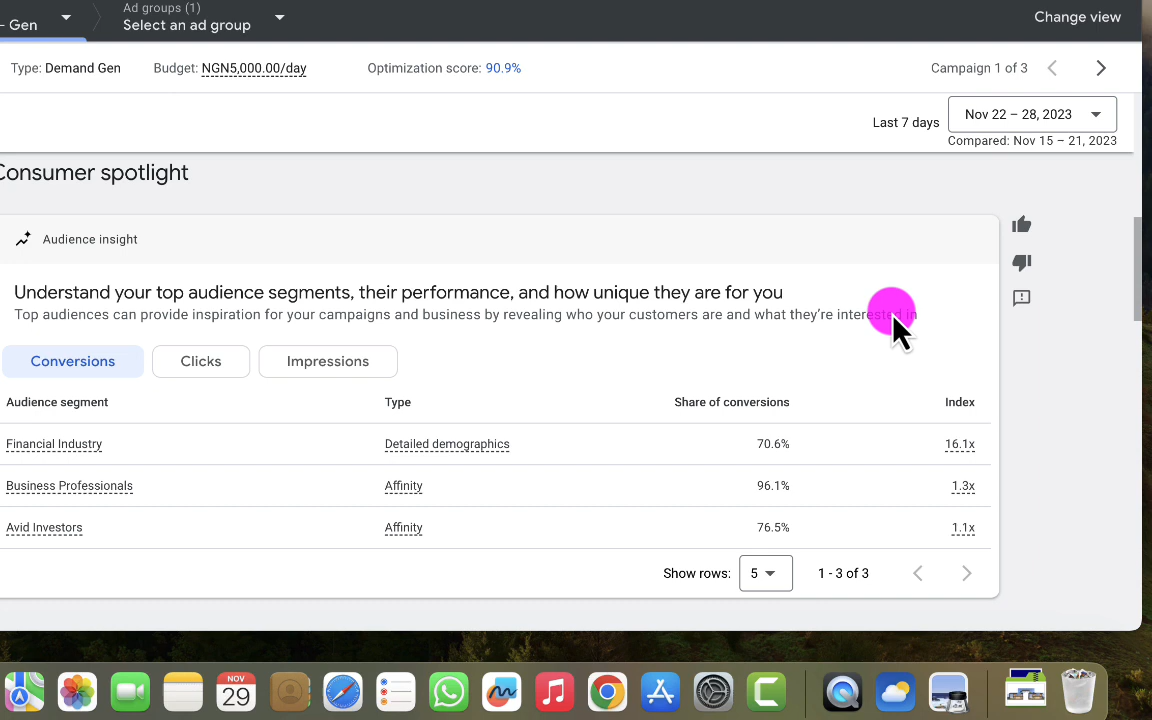 Ad groups (1)
- Gen
Select an ad group
Change view
Type: Demand Gen
Budget: NGN5,000.00/day
Optimization score: 90.9%
Campaign 1 of 3
Last 7 days
Nov 22 – 28, 2023
Compared: Nov 15 – 21, 2023
Consumer spotlight
Audience insight
Understand your top audience segments, their performance, and how unique they are for you
Top audiences can provide inspiration for your campaigns and business by revealing who your customers are and what they're interested in
Conversions
Clicks
Impressions
Audience segment Type Share of conversions Index
Financial Industry Detailed demographics 70.6% 16.1x
Business Professionals Affinity 96.1% 1.3x
Avid Investors Affinity 76.5% 1.1x
Show rows: 5 1 - 3 of 3
NOV
29